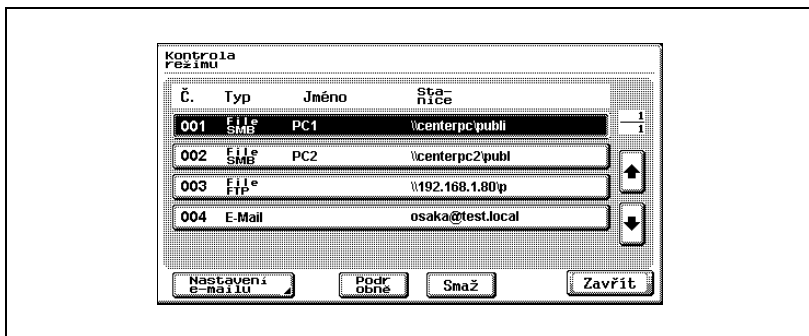 Kontrola
režimu
Č. Typ Jméno Sta-
nice
001 File
SMB PC1 \\centerpc\publi
1
1
002 File
SMB PC2 \\centerpc2\publ
003 File
FTP \\192.168.1.80\p
004 E-Mail osaka@test.local
Nastavení
e-mailu
Podr
obně
Smaž
Zavřít